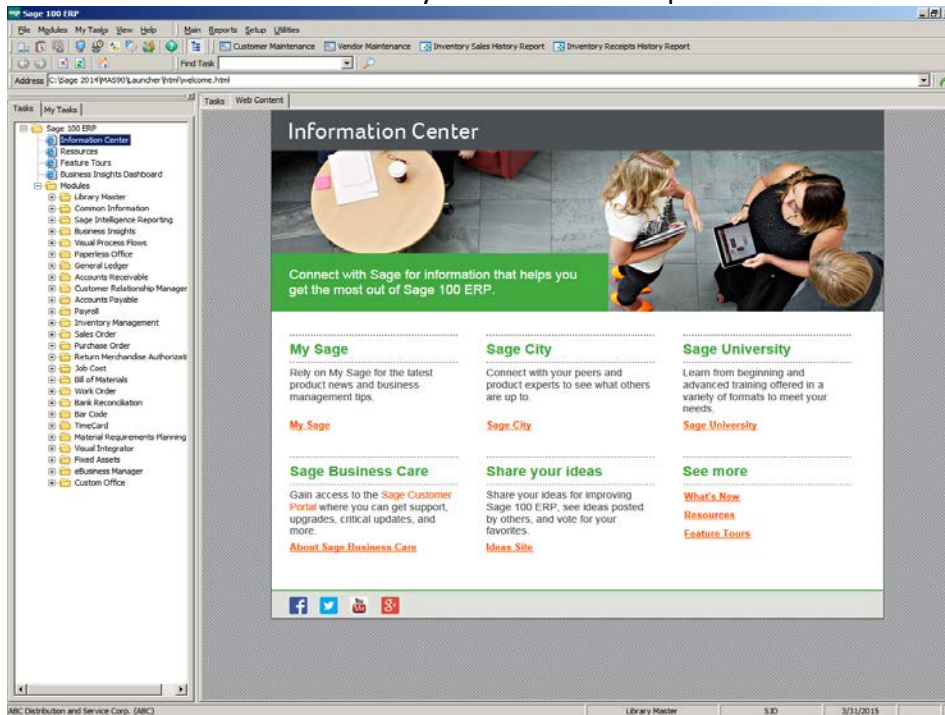 Sage 100 ERP
File Modules My Tasks View Help Main Reports Setup Utilities
Customer Maintenance Vendor Maintenance Inventory Sales History Report Inventory Receipts History Report
Find Task
Address C:\Sage 2014\MAS90\Launcher\html\welcome.html
Tasks My Tasks
Tasks Web Content
Sage 100 ERP
Information Center
Resources
Feature Tours
Business Insights Dashboard
Modules
Library Master
Common Information
Sage Intelligence Reporting
Business Insights
Visual Process Flows
Paperless Office
General Ledger
Accounts Receivable
Customer Relationship Manager
Accounts Payable
Payroll
Inventory Management
Sales Order
Purchase Order
Return Merchandise Authorizati
Job Cost
Bill of Materials
Work Order
Bank Reconciliation
Bar Code
TimeCard
Material Requirements Planning
Visual Integrator
Fixed Assets
eBusiness Manager
Custom Office
Information Center
Connect with Sage for information that helps you
get the most out of Sage 100 ERP.
My Sage
Rely on My Sage for the latest
product news and business
management tips.
My Sage
Sage City
Connect with your peers and
product experts to see what others
are up to.
Sage City
Sage University
Learn from beginning and
advanced training offered in a
variety of formats to meet your
needs.
Sage University
Sage Business Care
Gain access to the Sage Customer
Portal where you can get support,
upgrades, critical updates, and
more.
About Sage Business Care
Share your ideas
Share your ideas for improving
Sage 100 ERP, see ideas posted
by others, and vote for your
favorites.
Ideas Site
See more
What's New
Resources
Feature Tours
ABC Distribution and Service Corp. (ABC) Library Master SJD 3/31/2015